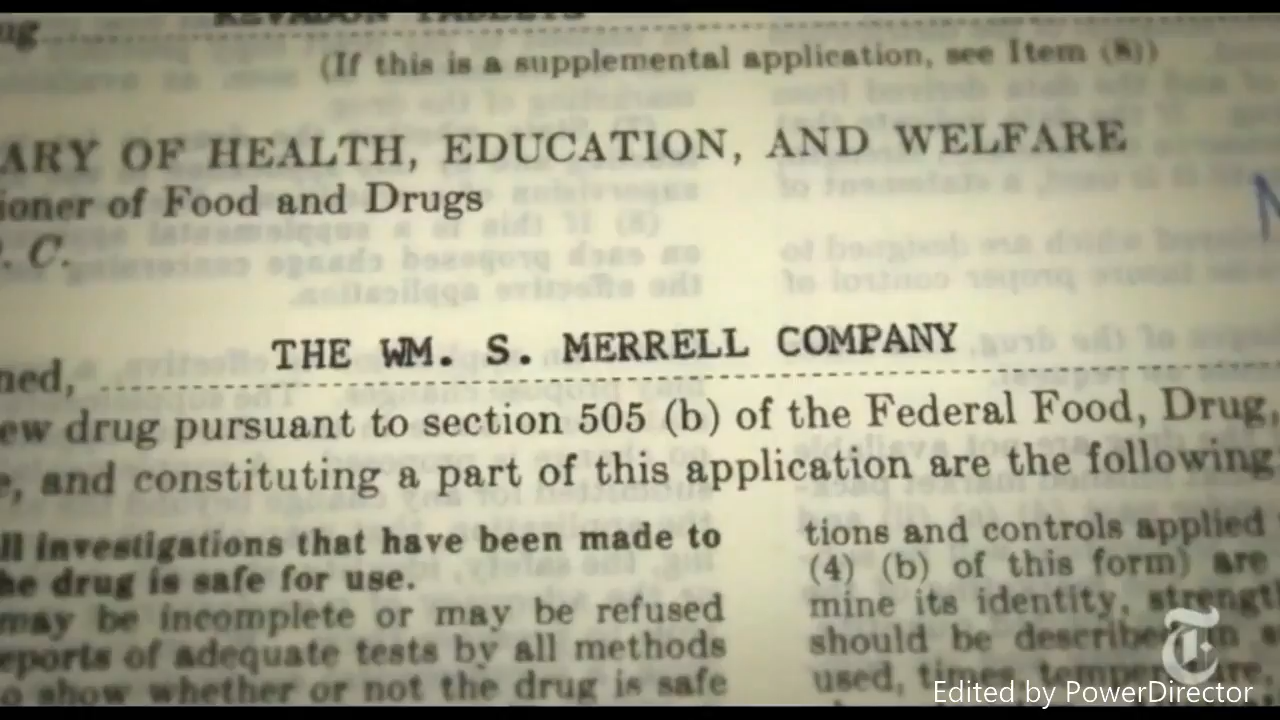 ug
KEVADON TABLETS
(If this is a supplemental application, see Item (8))
ARY OF HEALTH, EDUCATION, AND WELFARE
ioner of Food and Drugs
. C.
THE WM. S. MERRELL COMPANY
ned,
ew drug pursuant to section 505 (b) of the Federal Food, Drug,
e, and constituting a part of this application are the following:
ll investigations that have been made to
he drug is safe for use.
may be incomplete or may be refused
eports of adequate tests by all methods
o show whether or not the drug is safe
tions and controls applied
(4) (b) of this form) are
mine its identity, strengt
should be described in
used, times, temperature,
T
Edited by PowerDirector